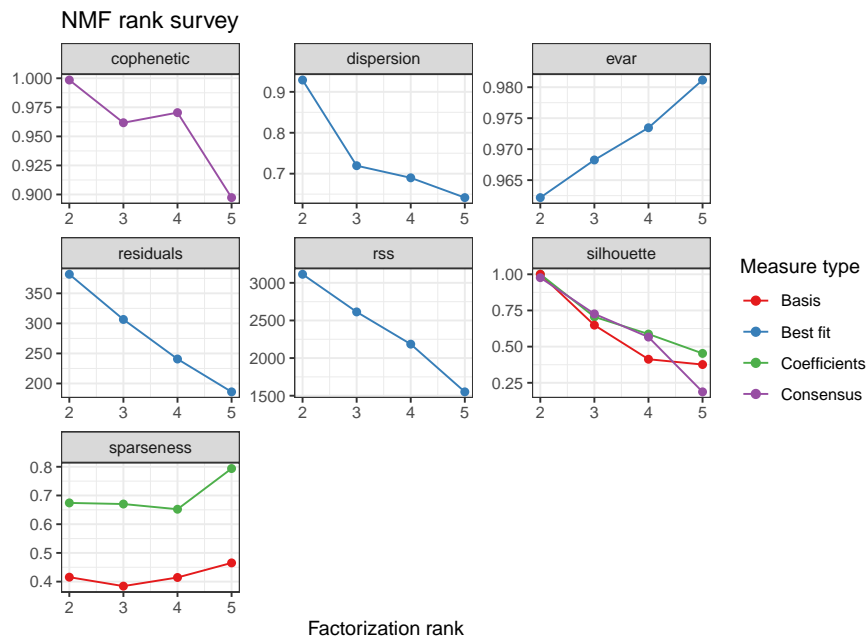 NMF rank survey
cophenetic
dispersion
evar
1.000
0.975
0.950
0.925
0.900
2 3 4 5
0.9
0.8
0.7
2 3 4 5
0.980
0.975
0.970
0.965
2 3 4 5
residuals
rss
silhouette
350
300
250
200
2 3 4 5
3000
2500
2000
1500
2 3 4 5
1.00
0.75
0.50
0.25
2 3 4 5
Measure type
Basis
Best fit
Coefficients
Consensus
sparseness
0.8
0.7
0.6
0.5
0.4
2 3 4 5
Factorization rank